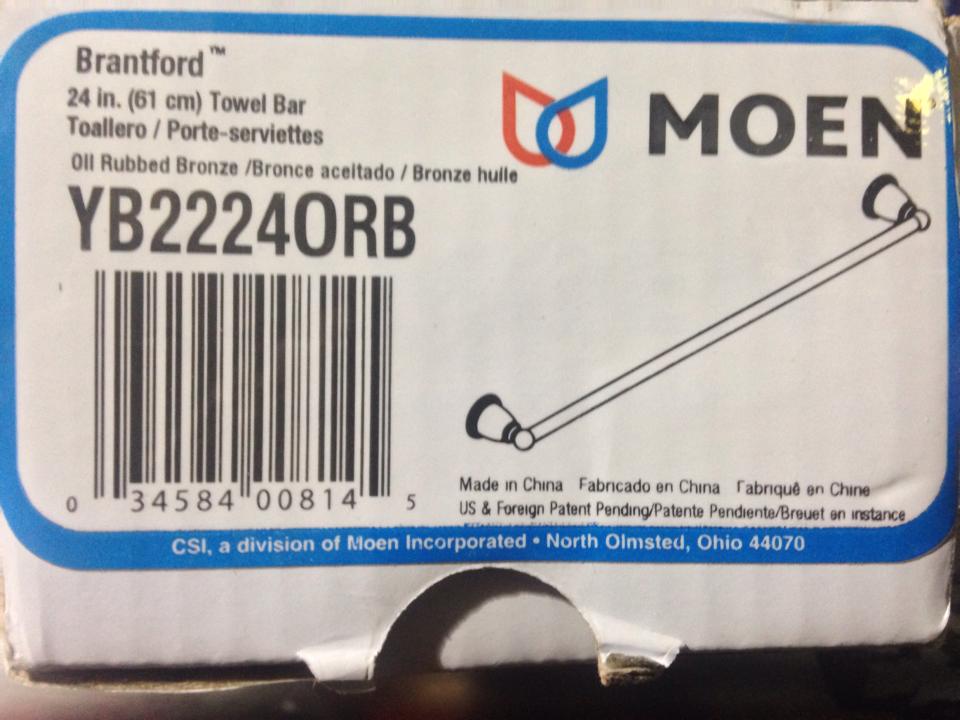 Brantford™
24 in. (61 cm) Towel Bar
Toallero / Porte-serviettes
Oil Rubbed Bronze /Bronce aceitado / Bronze huile
YB2224ORB
MOEN
0 34584 00814 5
Made in China Fabricado en China Fabriquê en Chine
US & Foreign Patent Pending/Patente Pendiente/Breuet en instance
CSI, a division of Moen Incorporated • North Olmsted, Ohio 44070